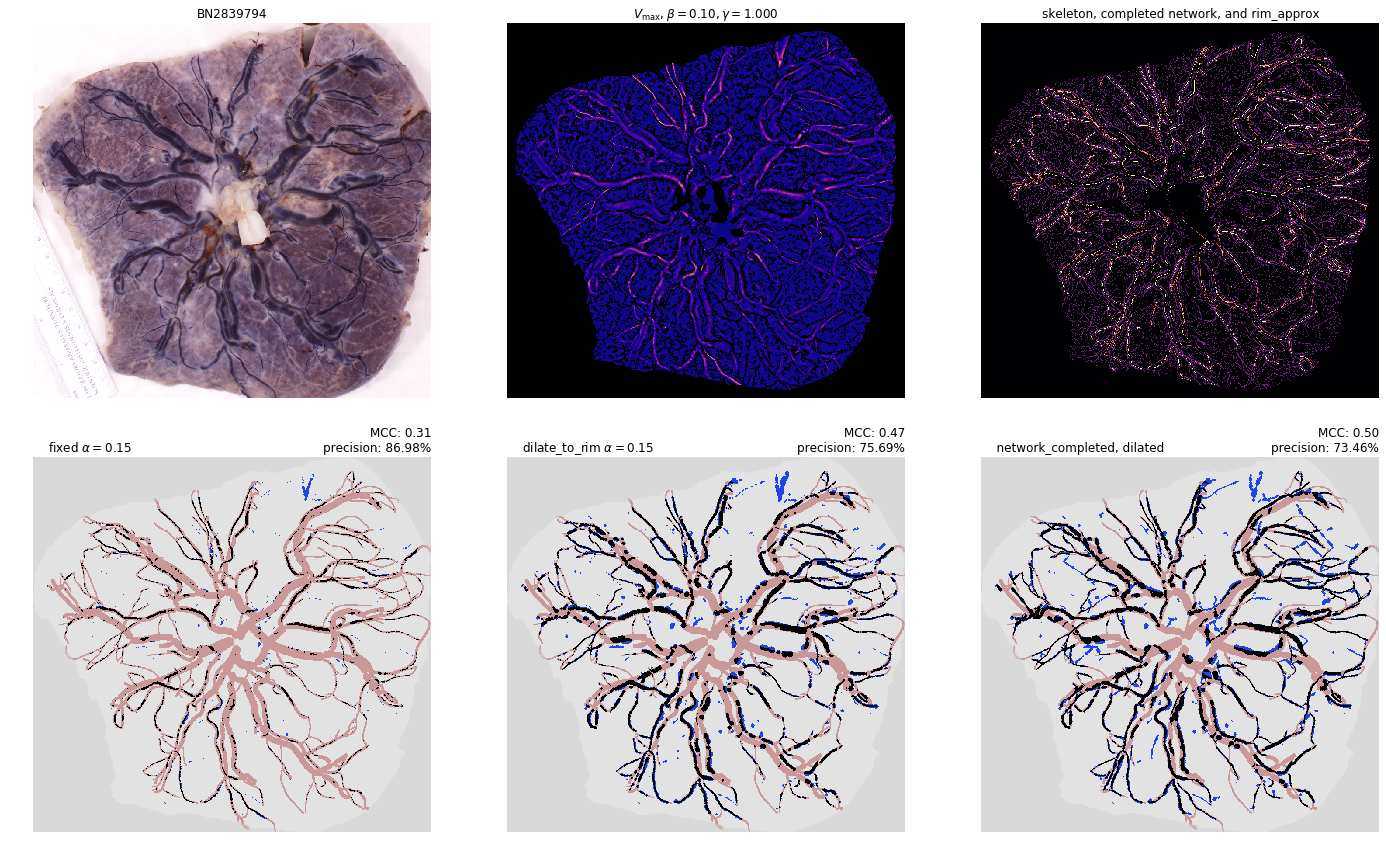 BN2839794
V_max, β = 0.10, γ = 1.000
skeleton, completed network, and rim_approx
MCC: 0.31
fixed α = 0.15
precision: 86.98%
MCC: 0.47
dilate_to_rim α = 0.15
precision: 75.69%
MCC: 0.50
network_completed, dilated
precision: 73.46%